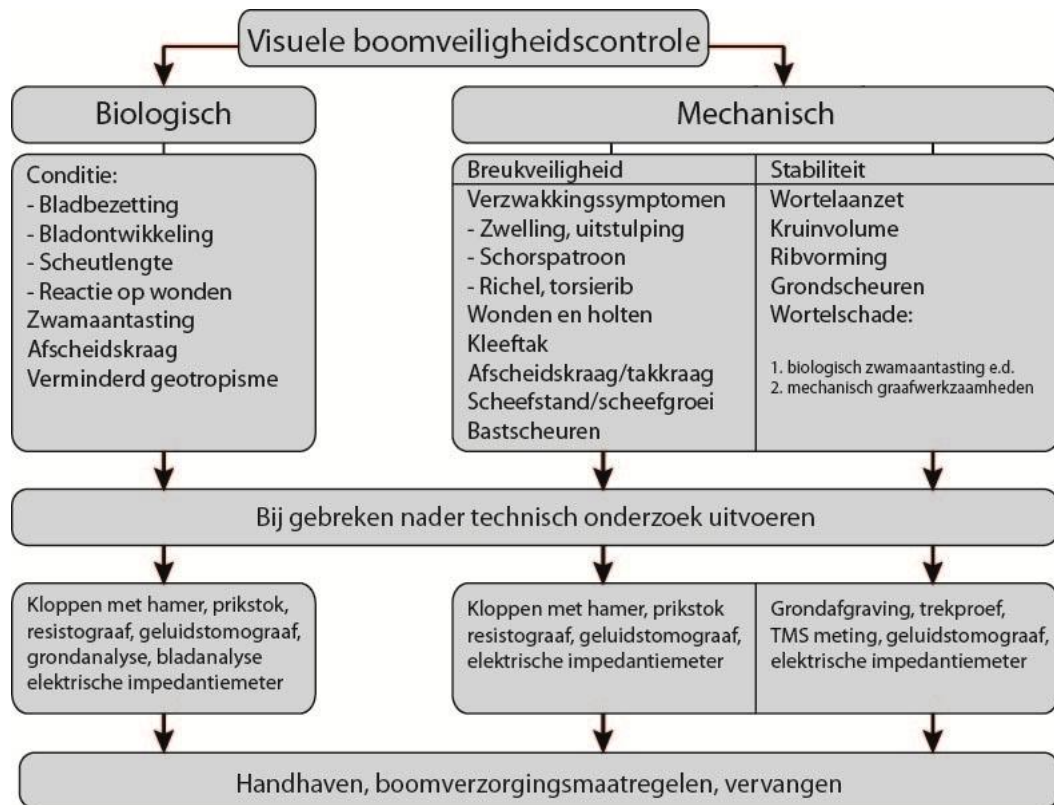 Visuele boomveiligheidscontrole
Biologisch
Conditie:
- Bladbezetting
- Bladontwikkeling
- Scheutlengte
- Reactie op wonden
Zwamaantasting
Afscheidskraag
Verminderd geotropisme
Mechanisch
Breukveiligheid
Verzwakkingssymptomen
- Zwelling, uitstulping
- Schorspatroon
- Richel, torsierib
Wonden en holten
Kleeftak
Afscheidskraag/takkraag
Scheefstand/scheefgroei
Bastscheuren
Stabiliteit
Wortelaanzet
Kruinvolume
Ribvorming
Grondscheuren
Wortelschade:
1. biologisch zwamaantasting e.d.
2. mechanisch graafwerkzaamheden
Bij gebreken nader technisch onderzoek uitvoeren
Kloppen met hamer, prikstok,
resistograaf, geluidstomograaf,
grondanalyse, bladanalyse
elektrische impedantiemeter
Kloppen met hamer, prikstok
resistograaf, geluidstomograaf,
elektrische impedantiemeter
Grondafgraving, trekproef,
TMS meting, geluidstomograaf,
elektrische impedantiemeter
Handhaven, boomverzorgingsmaatregelen, vervangen